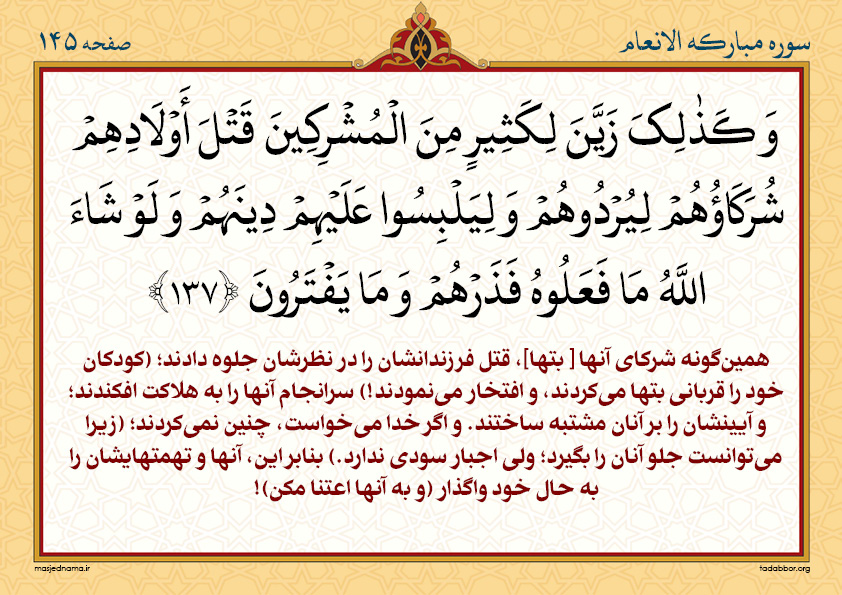 سوره مبارکه الانعام
صفحه ۱۴۵
وَ كَذٰلِکَ زَيَّنَ لِكَثِيرٍ مِنَ الْمُشْرِكِينَ قَتْلَ أَوْلَادِهِمْ
شُرَكَاؤُهُمْ لِيُرْدُوهُمْ وَ لِيَلْبِسُوا عَلَيْهِمْ دِينَهُمْ وَ لَوْ شَاءَ
اللَّهُ مَا فَعَلُوهُ فَذَرْهُمْ وَ مَا يَفْتَرُونَ ﴿۱۳۷﴾
همین‌گونه شرکای آنها [ بتها]، قتل فرزندانشان را در نظرشان جلوه دادند؛ (کودکان
خود را قربانی بتها می‌کردند، و افتخار می‌نمودند!) سرانجام آنها را به هلاکت افکندند؛
و آیینشان را بر آنان مشتبه ساختند. و اگر خدا می‌خواست، چنین نمی‌کردند؛ (زیرا
می‌توانست جلو آنان را بگیرد؛ ولی اجبار سودی ندارد.) بنابر این، آنها و تهمتهایشان را
به حال خود واگذار (و به آنها اعتنا مکن)!
masjednama.ir
tadabbor.org